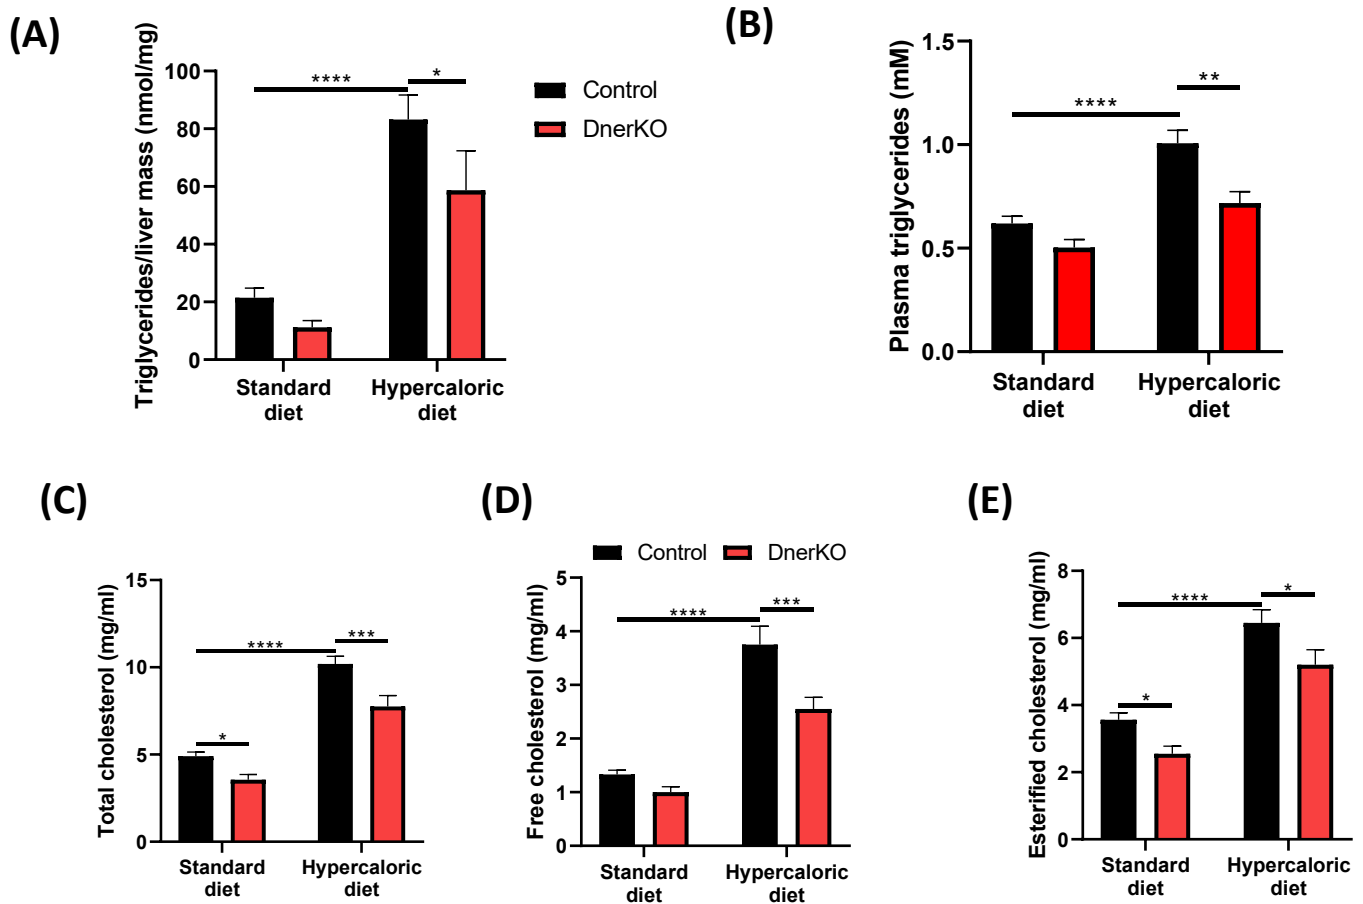 (A)
Triglycerides/liver mass (nmol/mg)
100
80
60
40
20
0
****
*
Standard
diet
Hypercaloric
diet
Control
DnerKO
(B)
Plasma triglycerides (mM)
1.5
1.0
0.5
0.0
****
**
Standard
diet
Hypercaloric
diet
(C)
Total cholesterol (mg/ml)
15
10
5
0
****
***
*
Standard
diet
Hypercaloric
diet
(D)
Control DnerKO
Free cholesterol (mg/ml)
5
4
3
2
1
0
****
***
Standard
diet
Hypercaloric
diet
(E)
Esterified cholesterol (mg/ml)
8
6
4
2
0
****
*
*
Standard
diet
Hypercaloric
diet